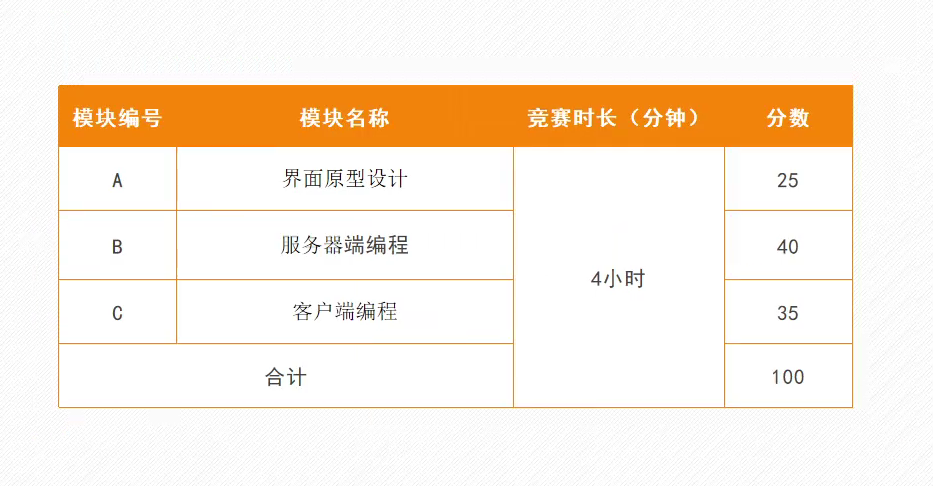 模块编号 模块名称 竞赛时长（分钟） 分数
A 界面原型设计 25
B 服务器端编程 40
4小时
C 客户端编程 35
合计 100